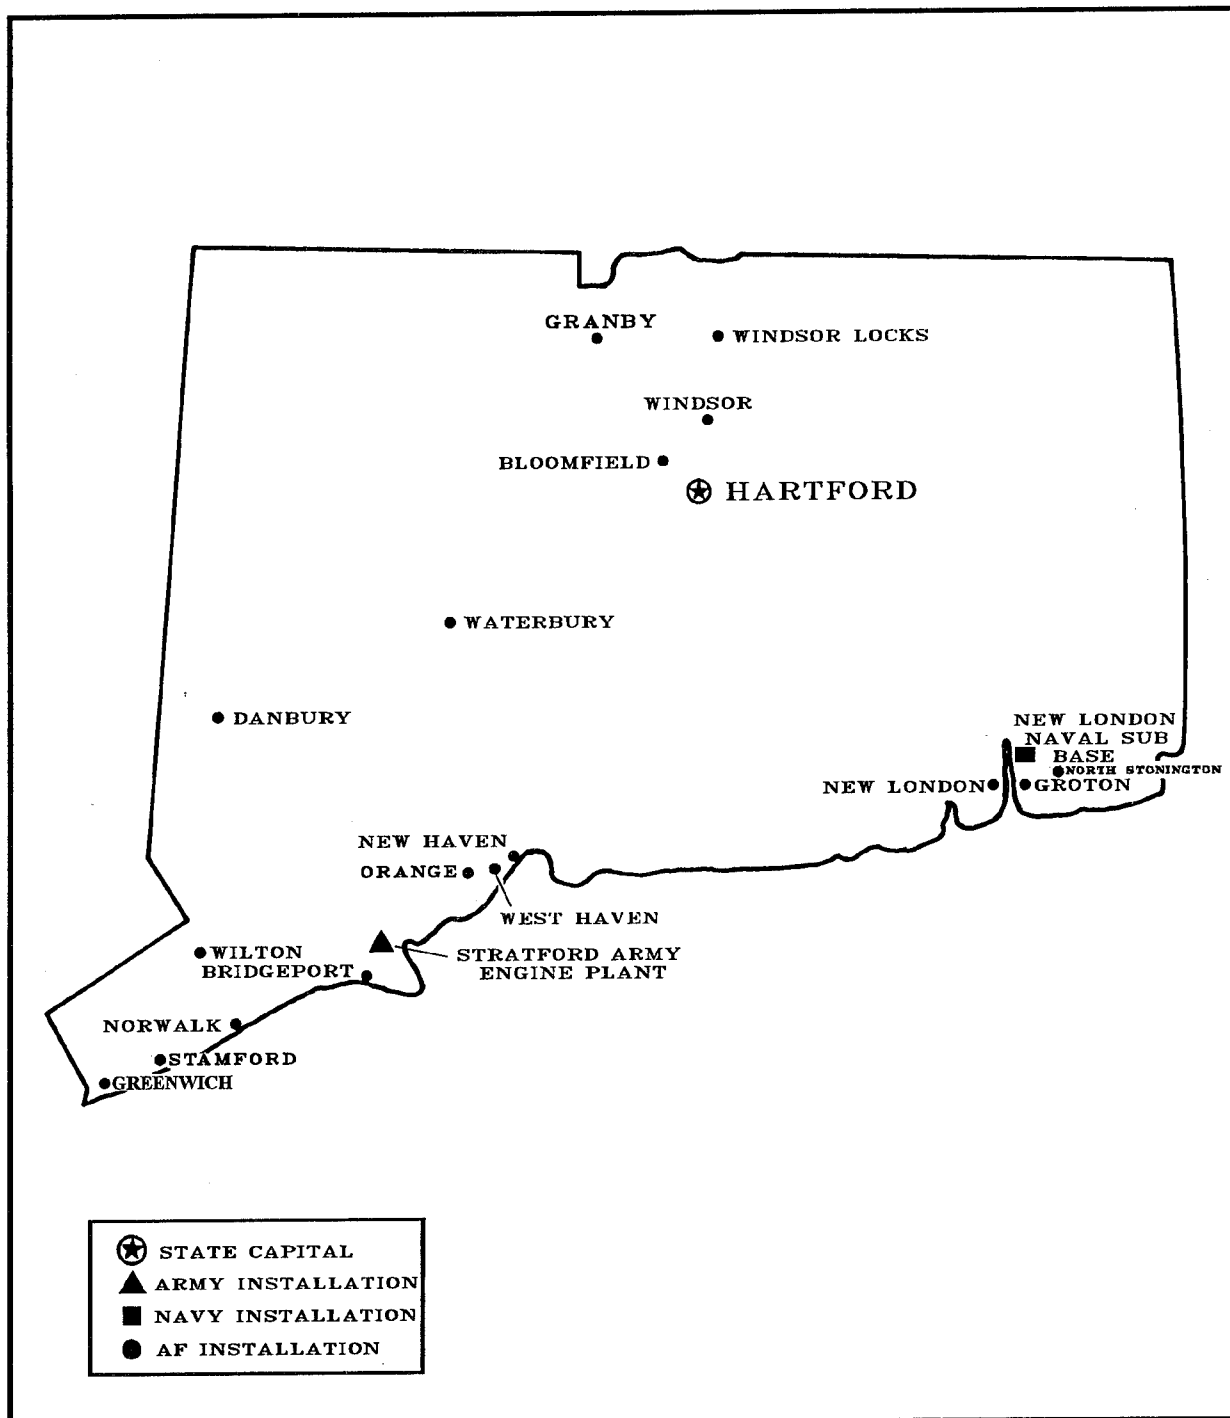 GRANBY
WINDSOR LOCKS
WINDSOR
BLOOMFIELD
HARTFORD
WATERBURY
DANBURY
NEW LONDON
NAVAL SUB
BASE
NORTH STONINGTON
NEW LONDON
GROTON
NEW HAVEN
ORANGE
WEST HAVEN
WILTON
STRATFORD ARMY
ENGINE PLANT
BRIDGEPORT
NORWALK
STAMFORD
GREENWICH
STATE CAPITAL
ARMY INSTALLATION
NAVY INSTALLATION
AF INSTALLATION